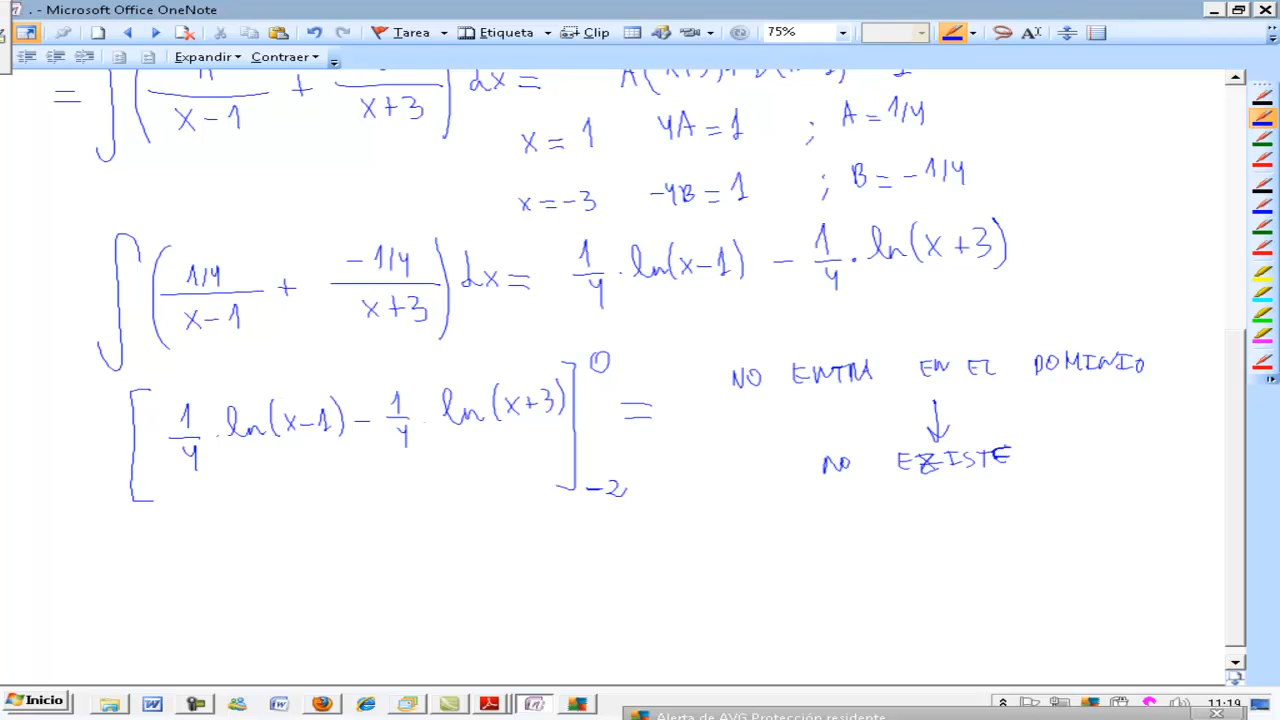 . - Microsoft Office OneNote
Tarea Etiqueta Clip 75%
Expandir Contraer
= ∫ ( / x-1 + / x+3 ) dx =
x = 1 4A = 1 ; A = 1/4
x = -3 -4B = 1 ; B = -1/4
∫ ( 1/4 / x-1 + -1/4 / x+3 ) dx = 1/4 · ln(x-1) - 1/4 · ln(x+3)
[ 1/4 · ln(x-1) - 1/4 · ln(x+3) ] 0 -2 =
NO ENTRA EN EL DOMINIO
↓
NO EXISTE
Inicio 11:19
Alerta de AVG Protección residente